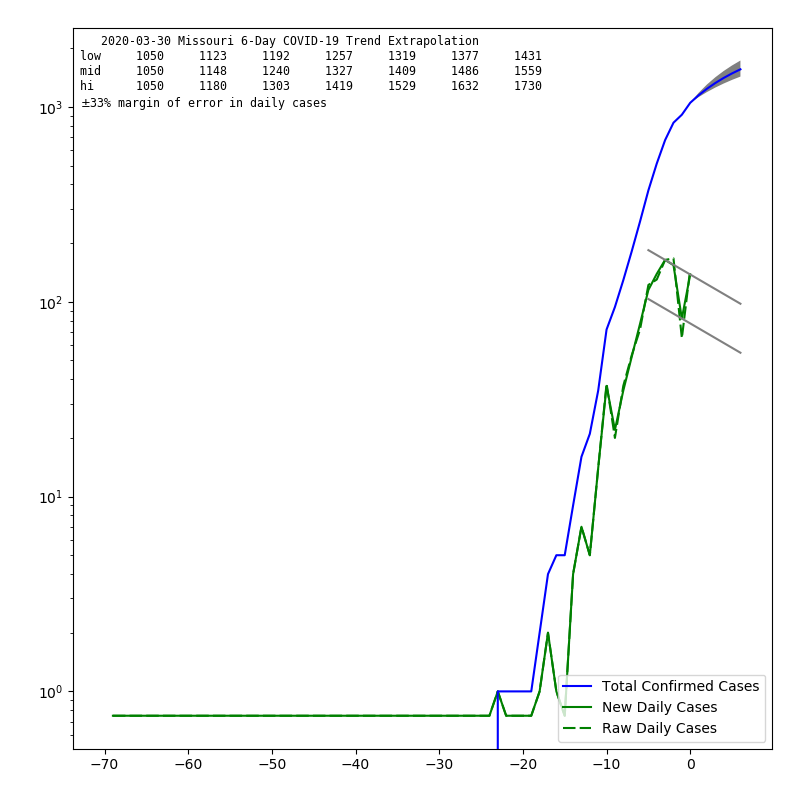 2020-03-30 Missouri 6-Day COVID-19 Trend Extrapolation
low 1050 1123 1192 1257 1319 1377 1431
mid 1050 1148 1240 1327 1409 1486 1559
hi 1050 1180 1303 1419 1529 1632 1730
±33% margin of error in daily cases
10³
10²
10¹
10⁰
Total Confirmed Cases
New Daily Cases
Raw Daily Cases
−70 −60 −50 −40 −30 −20 −10 0